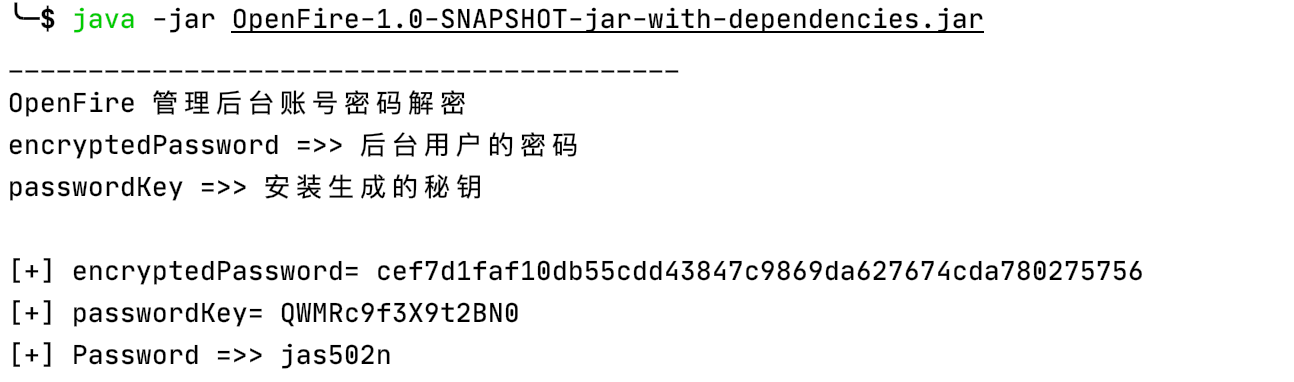 ╰─$ java -jar OpenFire-1.0-SNAPSHOT-jar-with-dependencies.jar
__________________________________________
OpenFire 管理后台账号密码解密
encryptedPassword =>> 后台用户的密码
passwordKey =>> 安装生成的秘钥
[+] encryptedPassword= cef7d1faf10db55cdd43847c9869da627674cda780275756
[+] passwordKey= QWMRc9f3X9t2BN0
[+] Password =>> jas502n